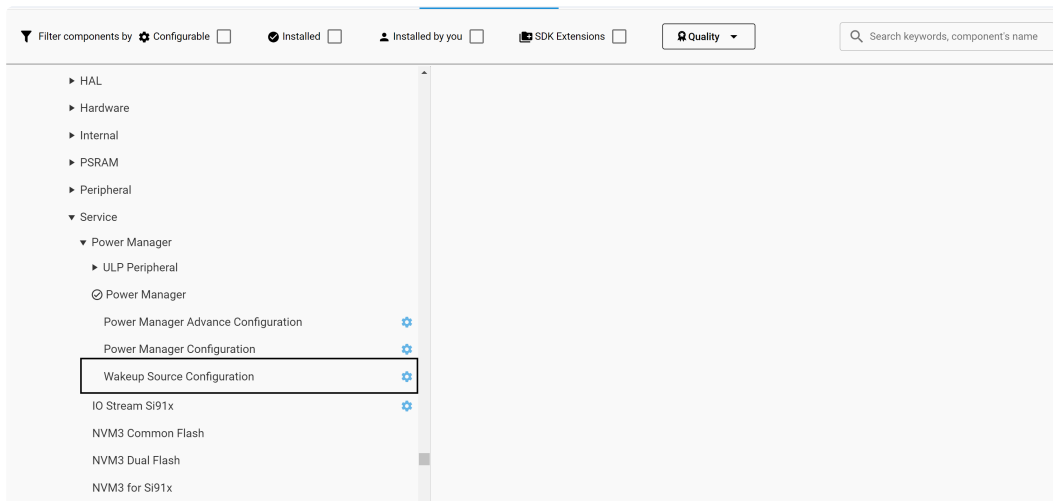 Filter components by Configurable Installed Installed by you SDK Extensions Quality Search keywords, component's name
HAL
Hardware
Internal
PSRAM
Peripheral
Service
Power Manager
ULP Peripheral
Power Manager
Power Manager Advance Configuration
Power Manager Configuration
Wakeup Source Configuration
IO Stream Si91x
NVM3 Common Flash
NVM3 Dual Flash
NVM3 for Si91x